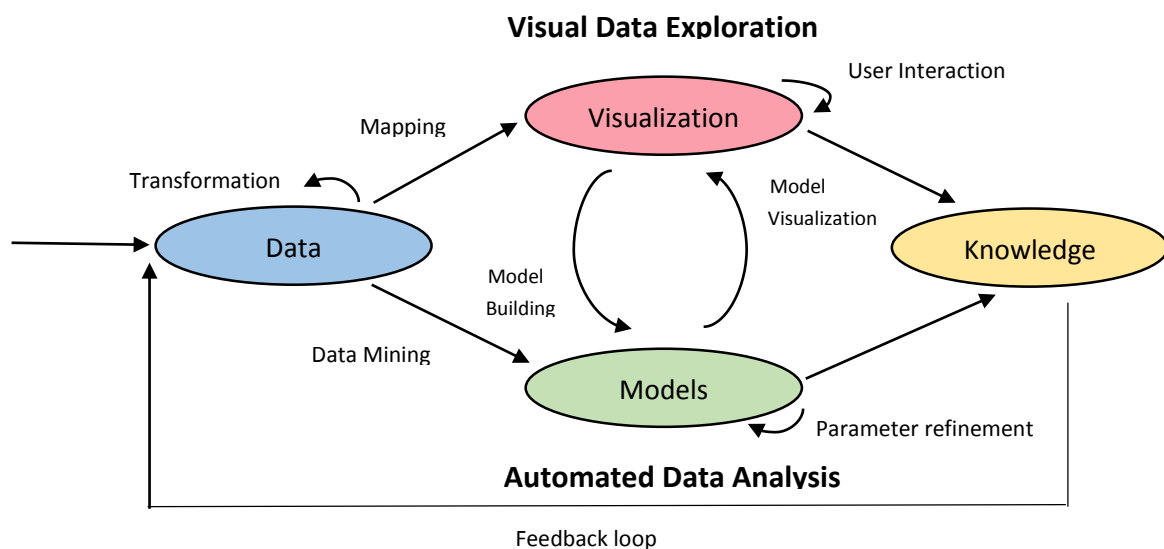 Visual Data Exploration
User Interaction
Visualization
Mapping
Transformation
Model
Visualization
Data
Knowledge
Model
Building
Data Mining
Models
Parameter refinement
Automated Data Analysis
Feedback loop